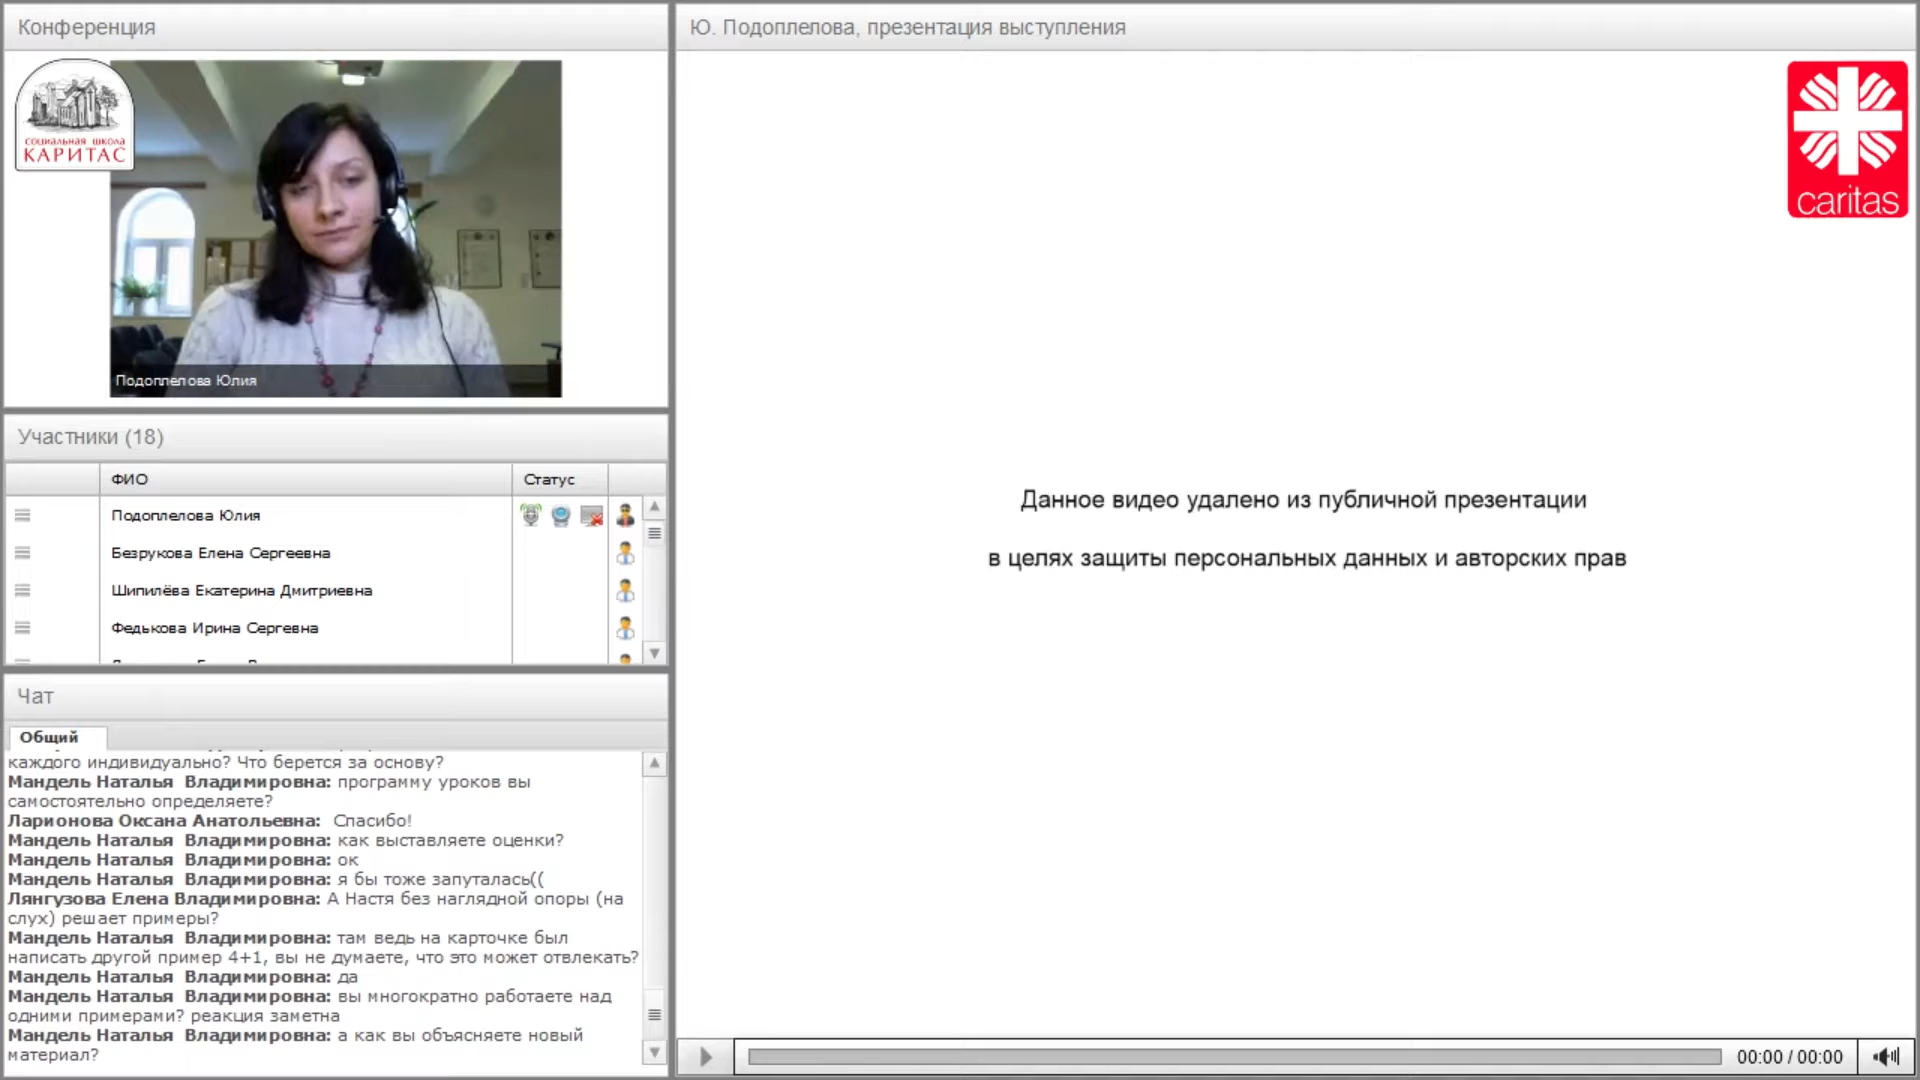 Конференция
СОЦИАЛЬНАЯ ШКОЛА
КАРИТАС
Подоплелова Юлия
Участники (18)
ФИО
Статус
Подоплелова Юлия
Безрукова Елена Сергеевна
Шипилёва Екатерина Дмитриевна
Федькова Ирина Сергевна
Чат
Общий
каждого индивидуально? Что берется за основу?
Мандель Наталья Владимировна: программу уроков вы
самостоятельно определяете?
Ларионова Оксана Анатольевна: Спасибо!
Мандель Наталья Владимировна: как выставляете оценки?
Мандель Наталья Владимировна: ок
Мандель Наталья Владимировна: я бы тоже запуталась((
Лянгузова Елена Владимировна: А Настя без наглядной опоры (на
слух) решает примеры?
Мандель Наталья Владимировна: там ведь на карточке был
написать другой пример 4+1, вы не думаете, что это может отвлекать?
Мандель Наталья Владимировна: да
Мандель Наталья Владимировна: вы многократно работаете над
одними примерами? реакция заметна
Мандель Наталья Владимировна: а как вы объясняете новый
материал?
Ю. Подоплелова, презентация выступления
caritas
Данное видео удалено из публичной презентации
в целях защиты персональных данных и авторских прав
00:00 / 00:00